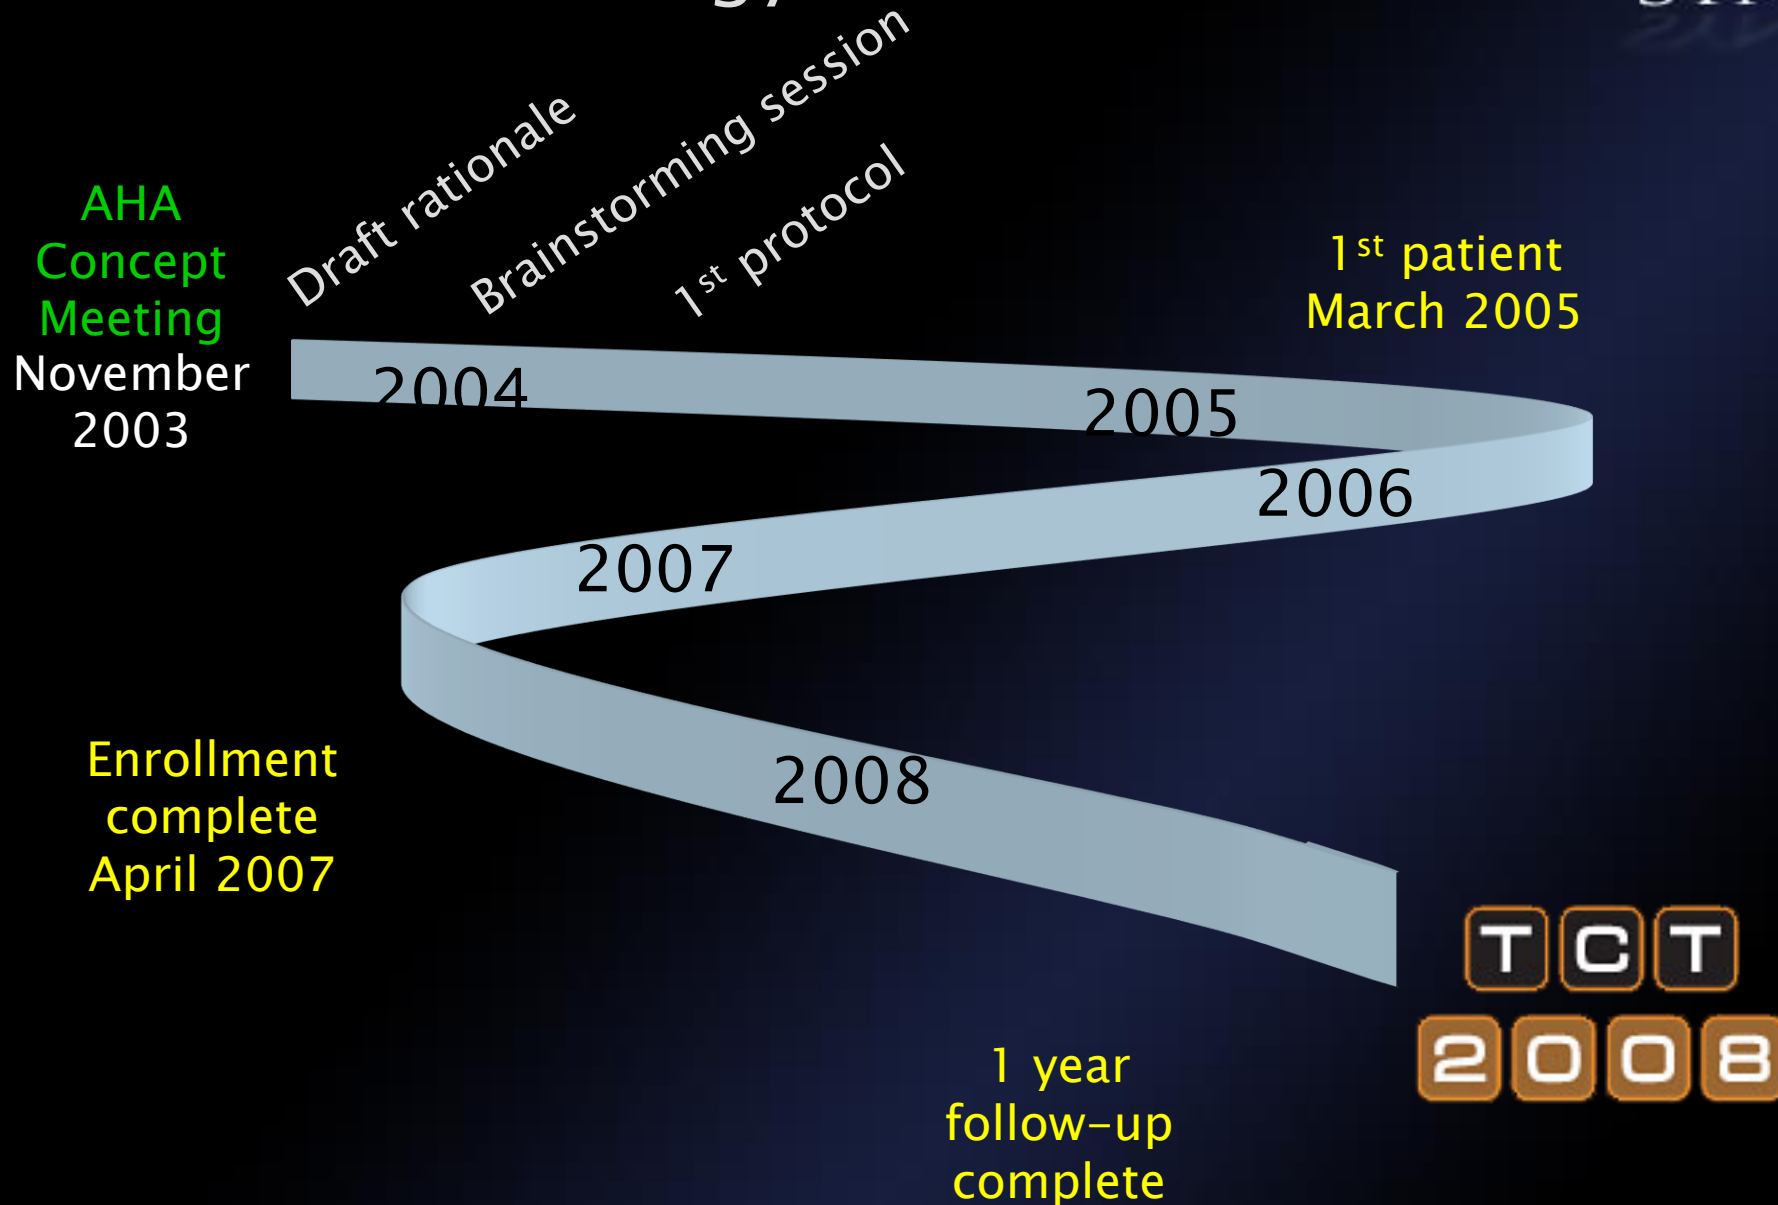 Draft rationale
Brainstorming session
1st protocol
AHA
Concept
Meeting
November
2003
1st patient
March 2005
2004
2005
2006
2007
Enrollment
complete
April 2007
2008
TCT
2008
1 year
follow-up
complete